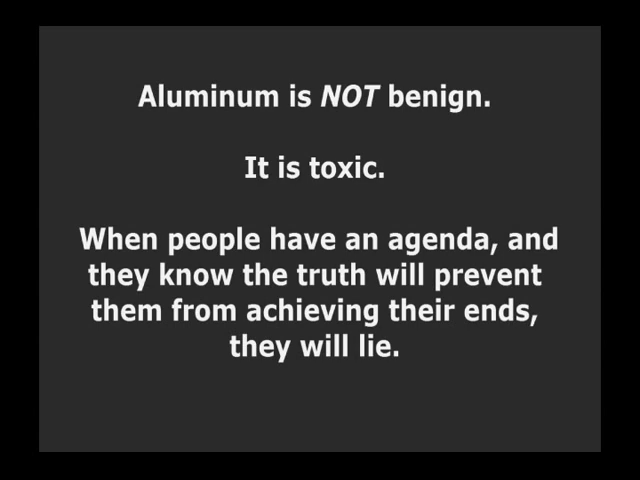 Aluminum is NOT benign.
It is toxic.
When people have an agenda, and
they know the truth will prevent
them from achieving their ends,
they will lie.